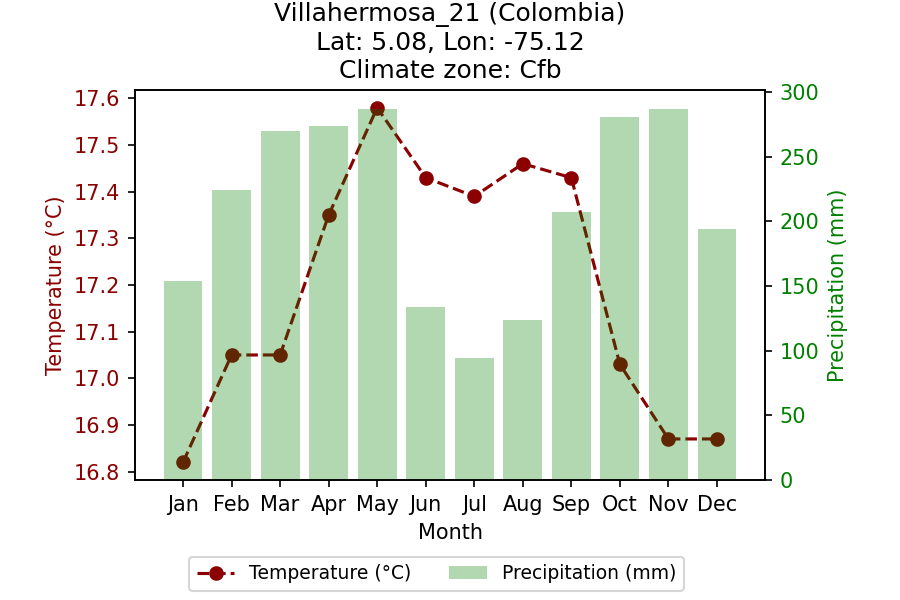 Villahermosa_21 (Colombia)
Lat: 5.08, Lon: -75.12
Climate zone: Cfb
17.6
17.5
17.4
17.3
17.2
17.1
17.0
16.9
16.8
Temperature (°C)
300
250
200
150
100
50
0
Precipitation (mm)
Jan Feb Mar Apr May Jun Jul Aug Sep Oct Nov Dec
Month
Temperature (°C) Precipitation (mm)